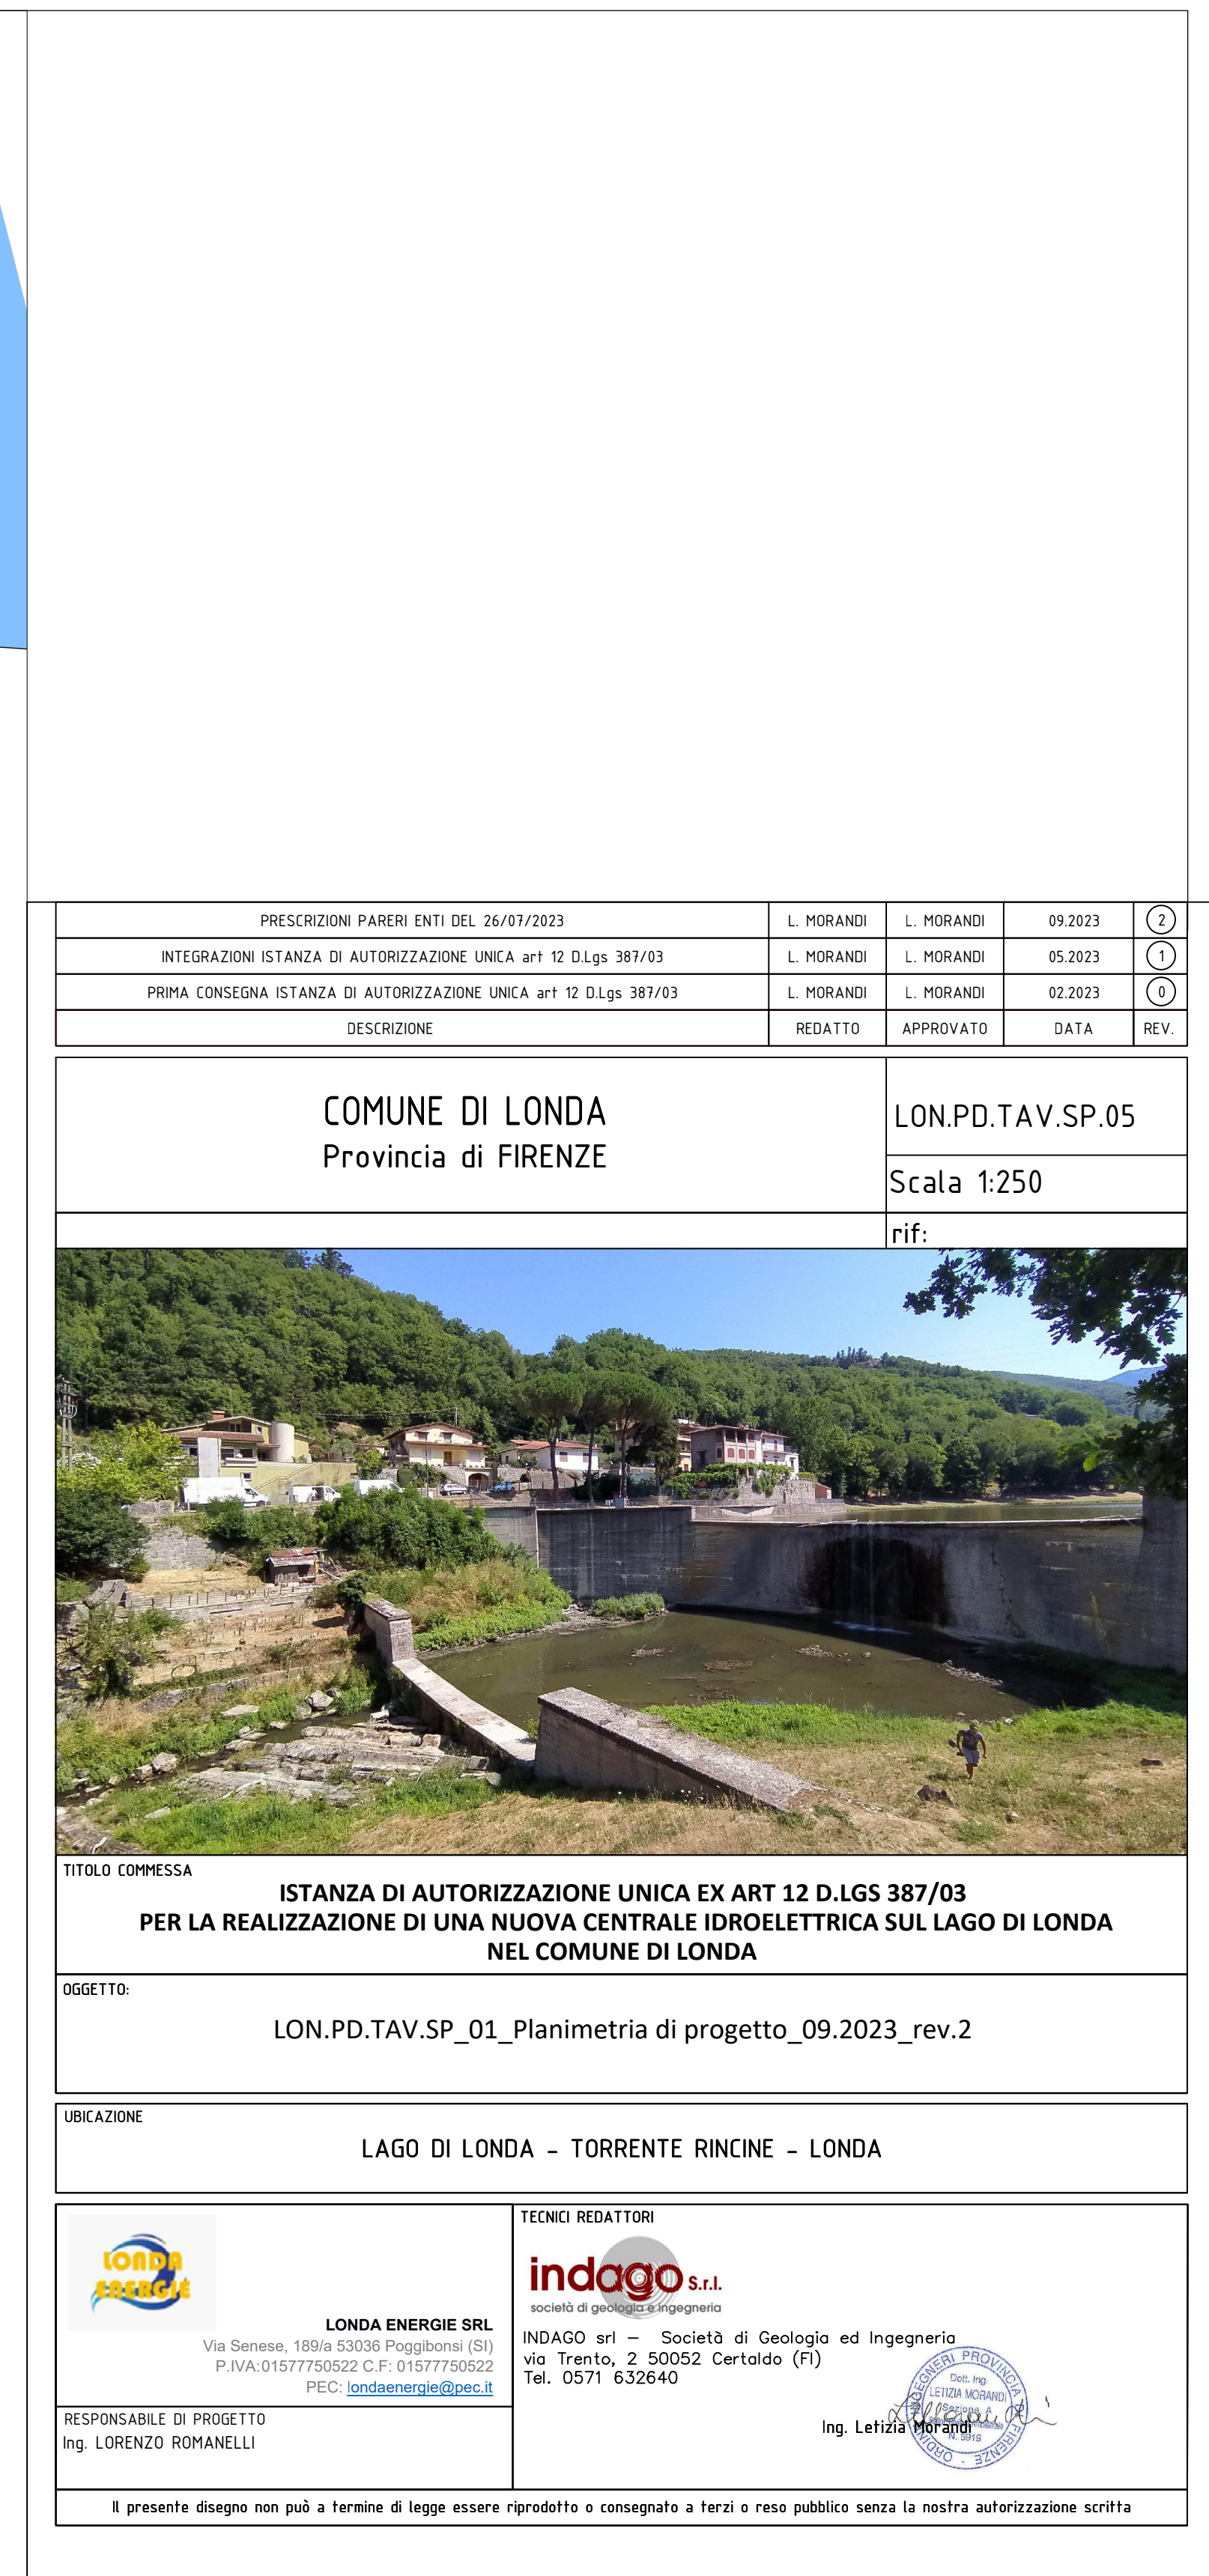 PRESCRIZIONI PARERI ENTI DEL 26/07/2023 L. MORANDI L. MORANDI 09.2023 2
INTEGRAZIONI ISTANZA DI AUTORIZZAZIONE UNICA art 12 D.Lgs 387/03 L. MORANDI L. MORANDI 05.2023 1
PRIMA CONSEGNA ISTANZA DI AUTORIZZAZIONE UNICA art 12 D.Lgs 387/03 L. MORANDI L. MORANDI 02.2023 0
DESCRIZIONE REDATTO APPROVATO DATA REV.
COMUNE DI LONDA
Provincia di FIRENZE
LON.PD.TAV.SP.05
Scala 1:250
rif:
TITOLO COMMESSA
ISTANZA DI AUTORIZZAZIONE UNICA EX ART 12 D.LGS 387/03
PER LA REALIZZAZIONE DI UNA NUOVA CENTRALE IDROELETTRICA SUL LAGO DI LONDA
NEL COMUNE DI LONDA
OGGETTO:
LON.PD.TAV.SP_01_Planimetria di progetto_09.2023_rev.2
UBICAZIONE
LAGO DI LONDA - TORRENTE RINCINE - LONDA
LONDA
ENERGIE
LONDA ENERGIE SRL
Via Senese, 189/a 53036 Poggibonsi (SI)
P.IVA:01577750522 C.F: 01577750522
PEC: londaenergie@pec.it
RESPONSABILE DI PROGETTO
Ing. LORENZO ROMANELLI
TECNICI REDATTORI
indago S.r.l.
società di geologia e ingegneria
INDAGO srl – Società di Geologia ed Ingegneria
via Trento, 2 50052 Certaldo (FI)
Tel. 0571 632640
ORDINE INGEGNERI PROVINCIA DI FIRENZE
Dott. Ing.
LETIZIA MORANDI
Sezione A
N. 5919
Ing. Letizia Morandi
Il presente disegno non può a termine di legge essere riprodotto o consegnato a terzi o reso pubblico senza la nostra autorizzazione scritta